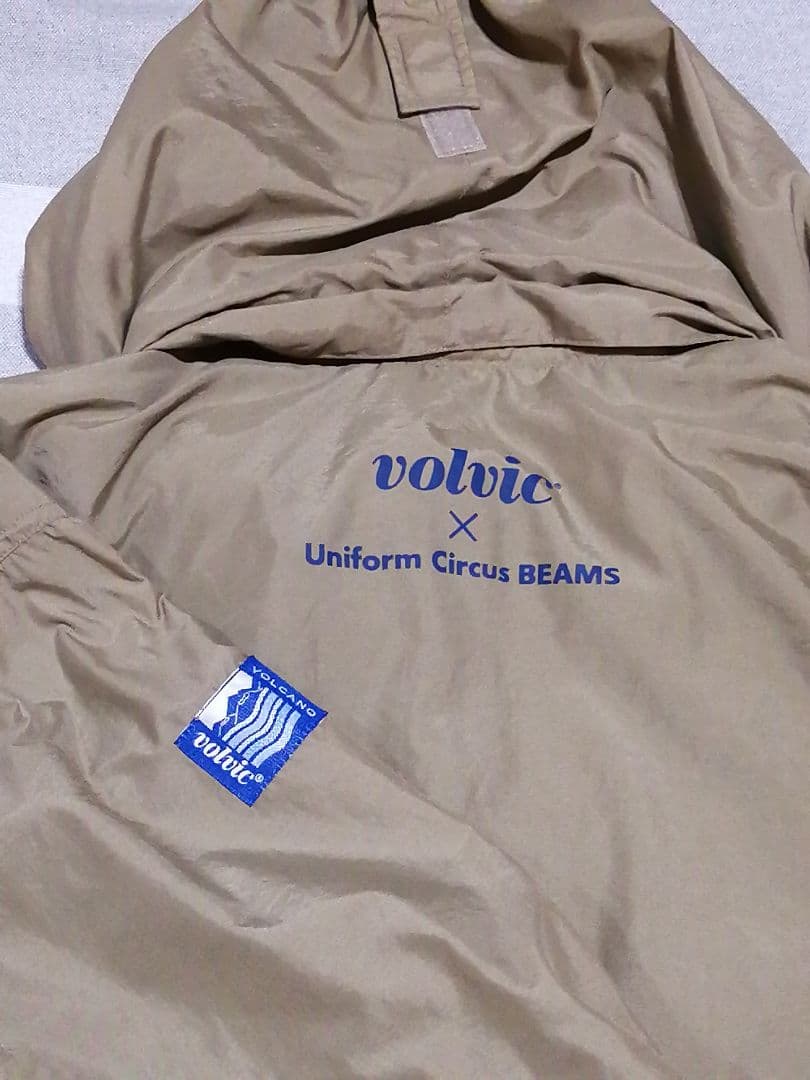 volvic
×
Uniform Circus BEAMS
VOLCANO
volvic®